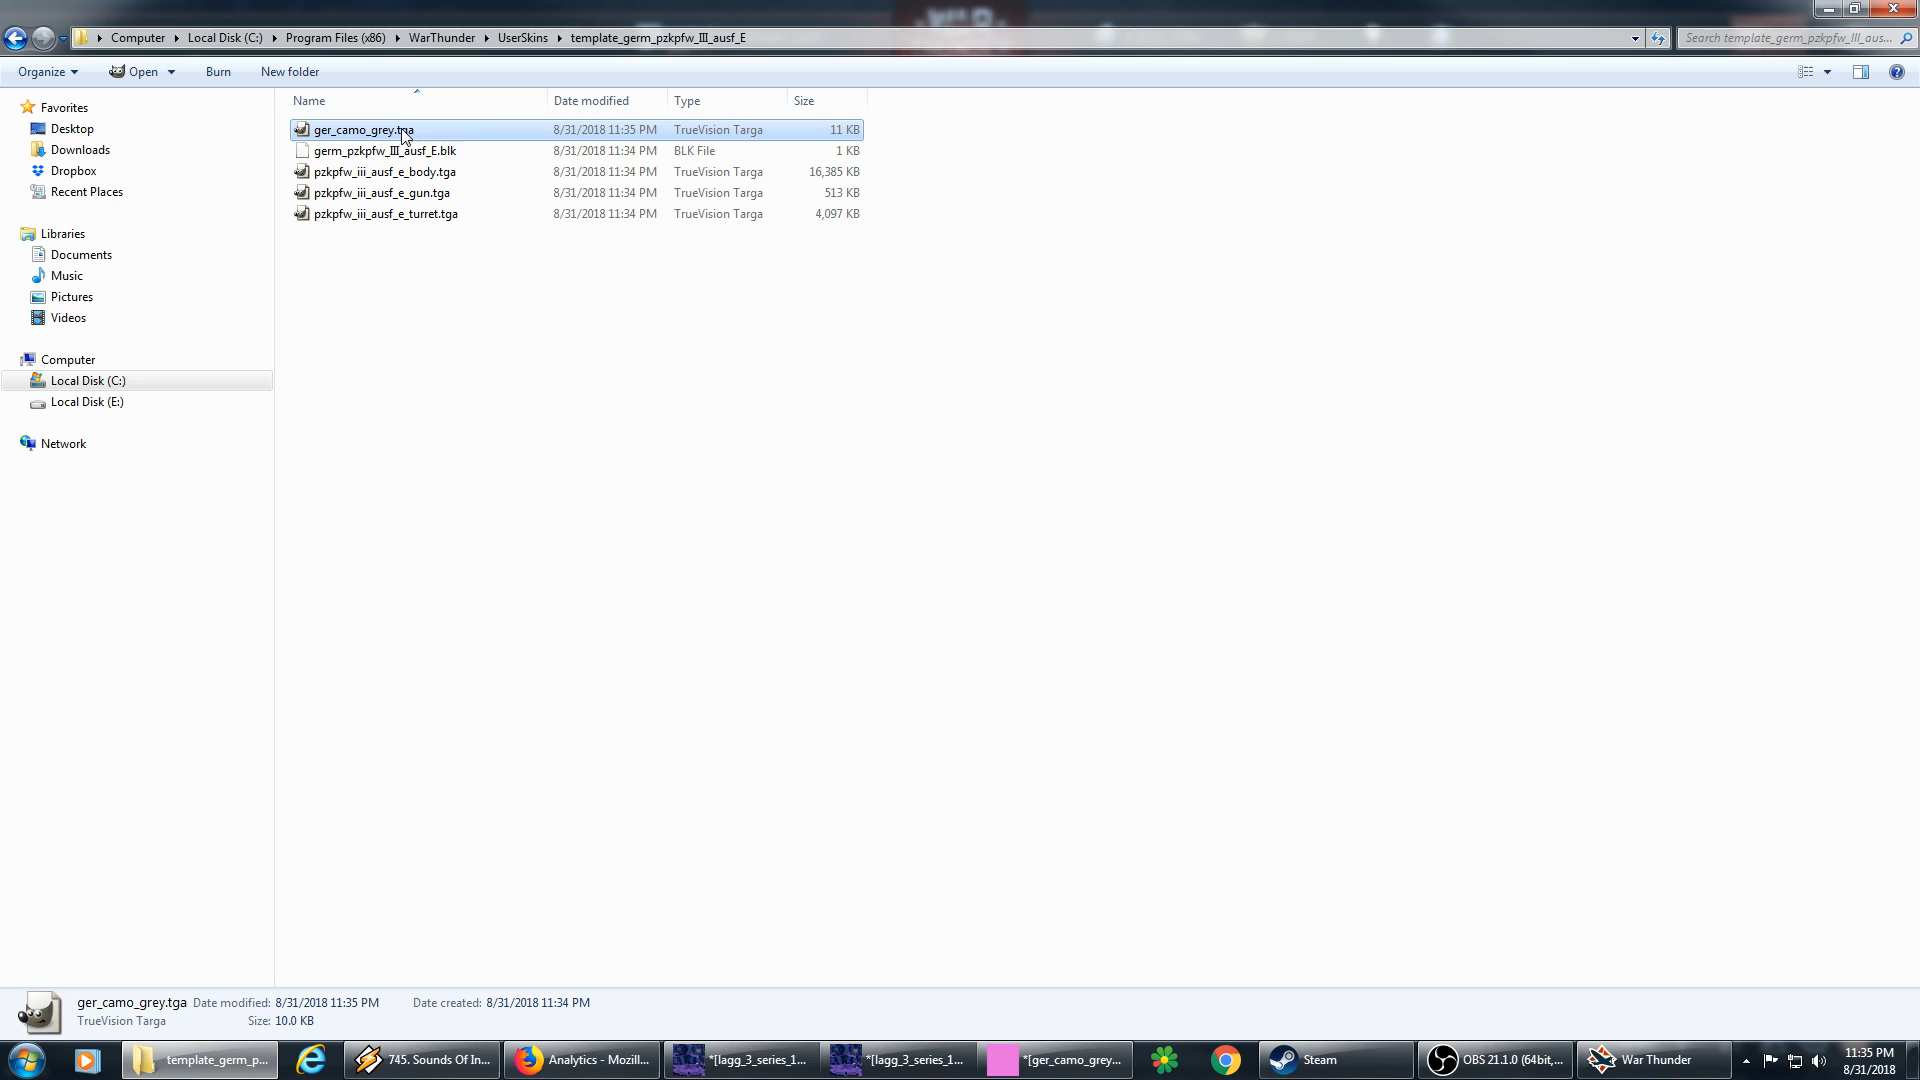 Computer ▸ Local Disk (C:) ▸ Program Files (x86) ▸ WarThunder ▸ UserSkins ▸ template_germ_pzkpfw_III_ausf_E
Search template_germ_pzkpfw_III_aus...
Organize Open Burn New folder
Name Date modified Type Size
ger_camo_grey.tga 8/31/2018 11:35 PM TrueVision Targa 11 KB
germ_pzkpfw_III_ausf_E.blk 8/31/2018 11:34 PM BLK File 1 KB
pzkpfw_iii_ausf_e_body.tga 8/31/2018 11:34 PM TrueVision Targa 16,385 KB
pzkpfw_iii_ausf_e_gun.tga 8/31/2018 11:34 PM TrueVision Targa 513 KB
pzkpfw_iii_ausf_e_turret.tga 8/31/2018 11:34 PM TrueVision Targa 4,097 KB
Favorites
Desktop
Downloads
Dropbox
Recent Places
Libraries
Documents
Music
Pictures
Videos
Computer
Local Disk (C:)
Local Disk (E:)
Network
ger_camo_grey.tga Date modified: 8/31/2018 11:35 PM Date created: 8/31/2018 11:34 PM
TrueVision Targa Size: 10.0 KB
template_germ_p... 745. Sounds Of In... Analytics - Mozill... *[lagg_3_series_1... *[lagg_3_series_1... *[ger_camo_grey... Steam OBS 21.1.0 (64bit,... War Thunder
11:35 PM
8/31/2018